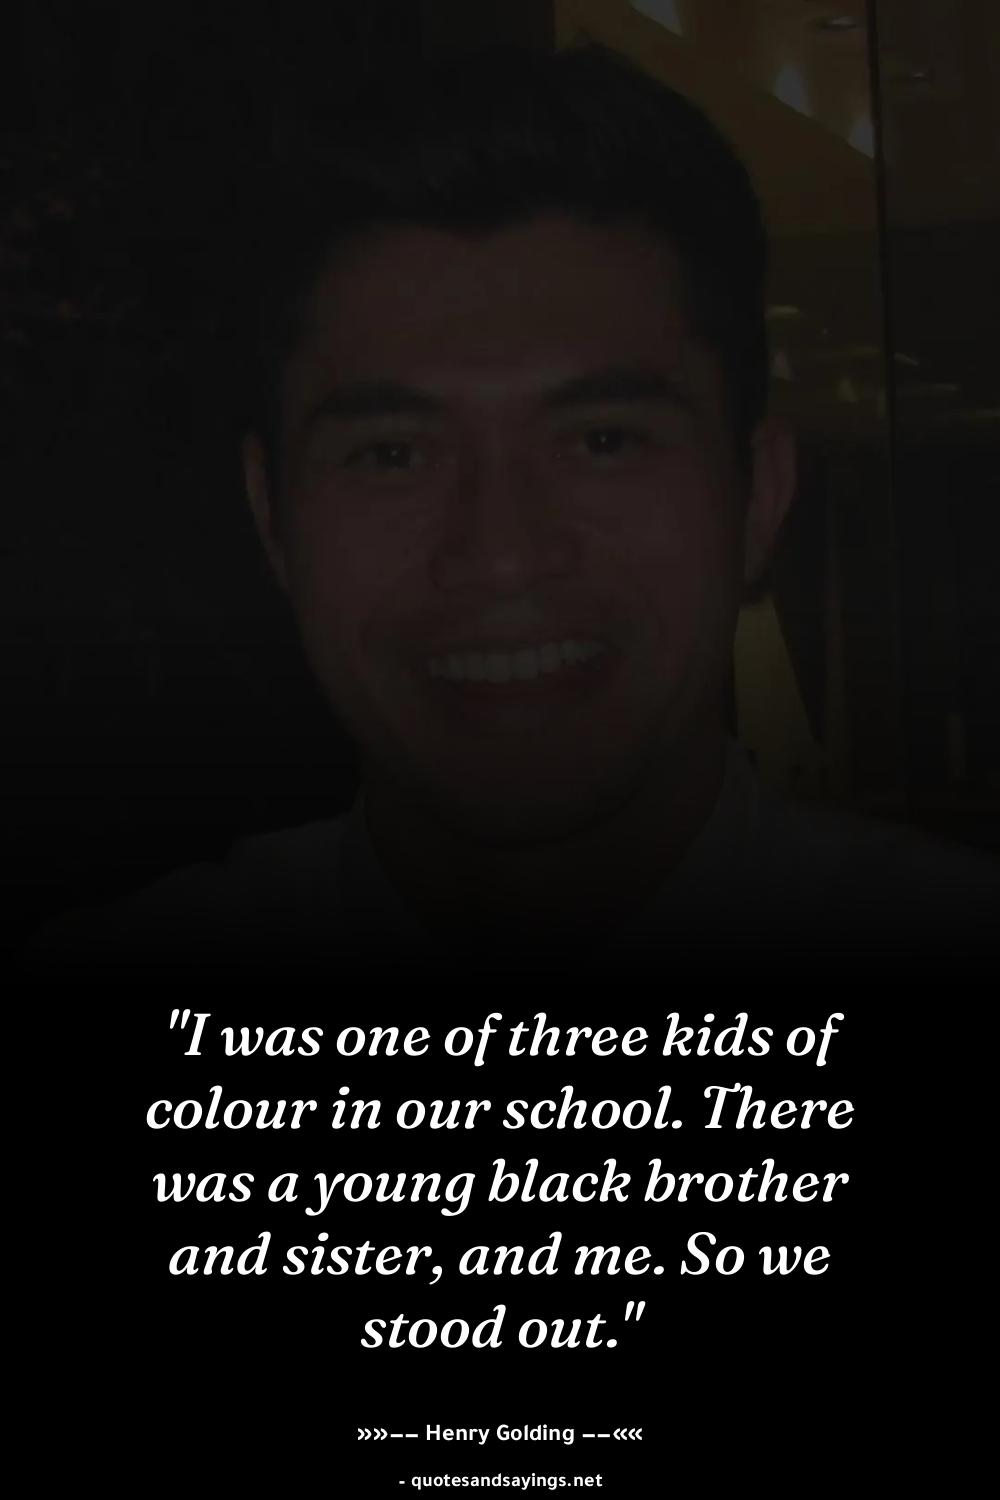 "I was one of three kids of
colour in our school. There
was a young black brother
and sister, and me. So we
stood out."
»»−− Henry Golding −−««
- quotesandsayings.net